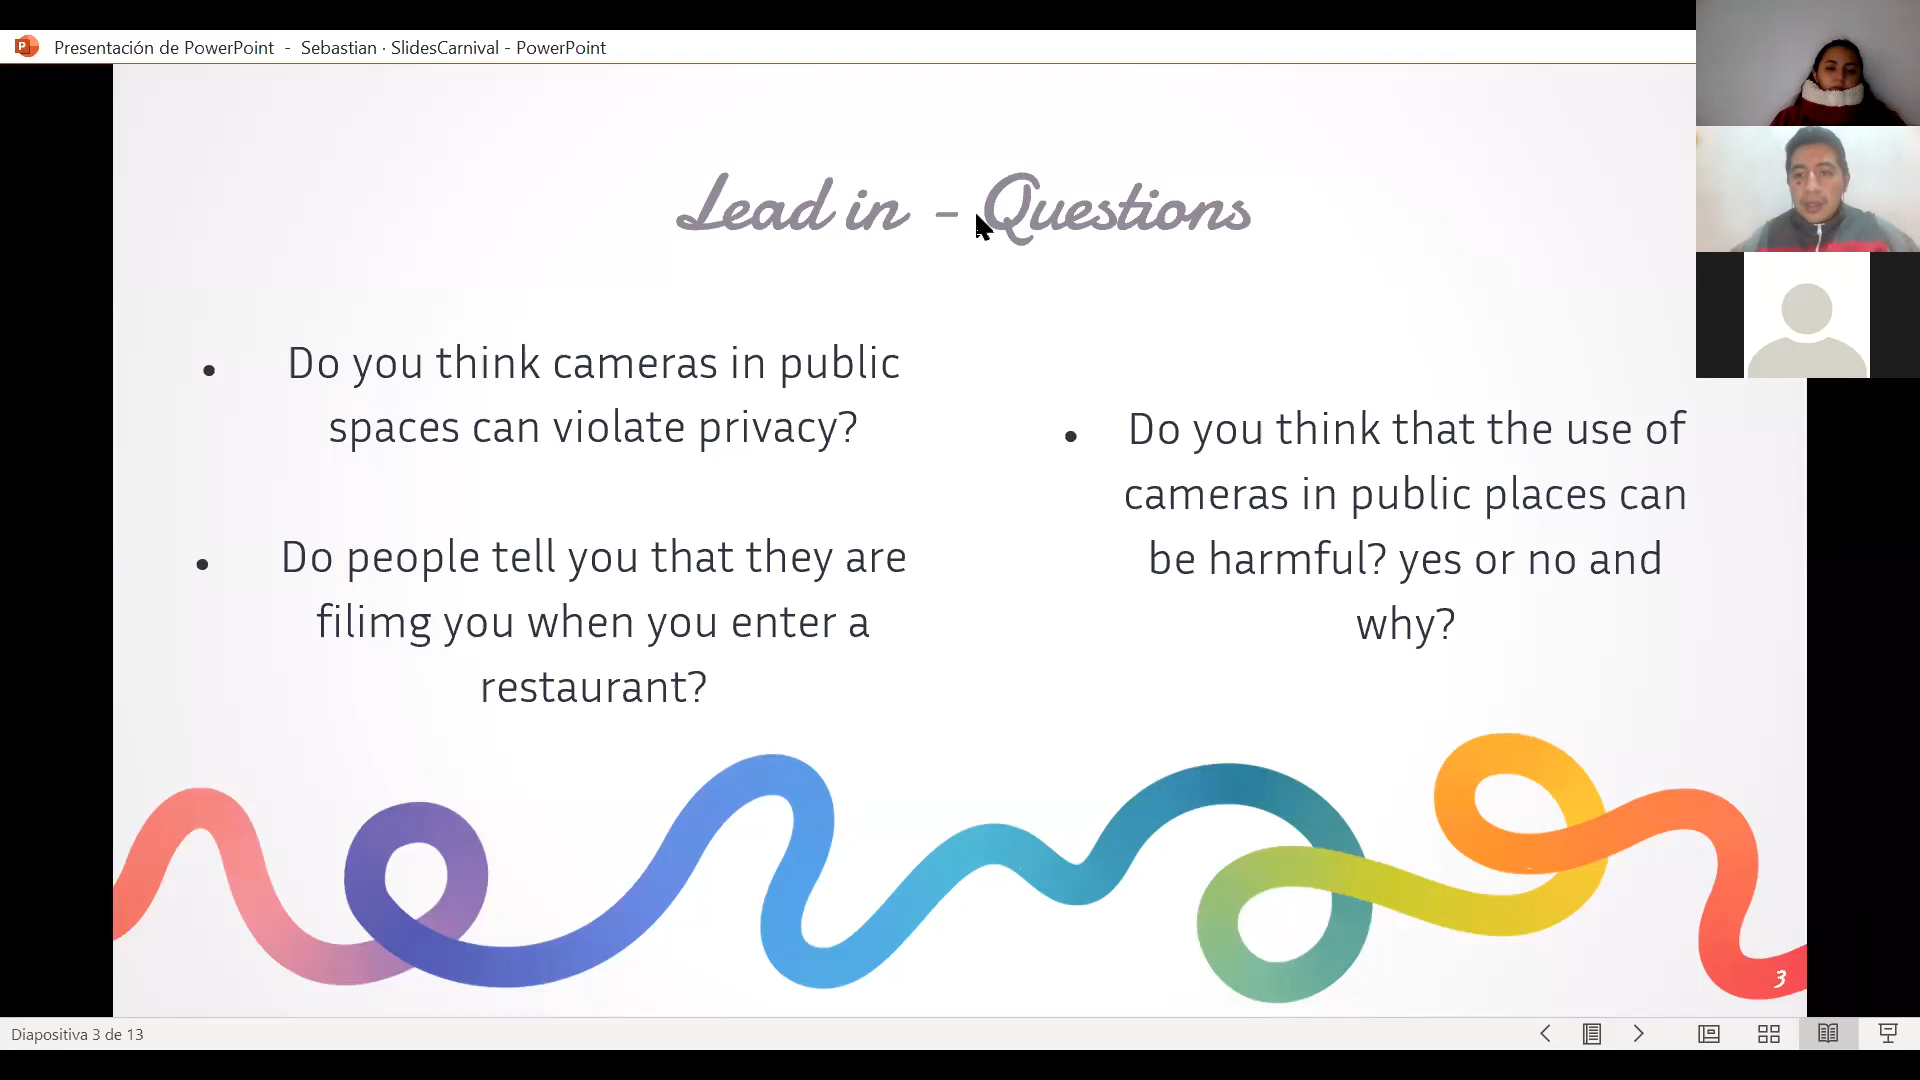 Presentación de PowerPoint - Sebastian · SlidesCarnival - PowerPoint
Lead in - Questions
• Do you think cameras in public
spaces can violate privacy?
• Do people tell you that they are
filimg you when you enter a
restaurant?
• Do you think that the use of
cameras in public places can
be harmful? yes or no and
why?
3
Diapositiva 3 de 13